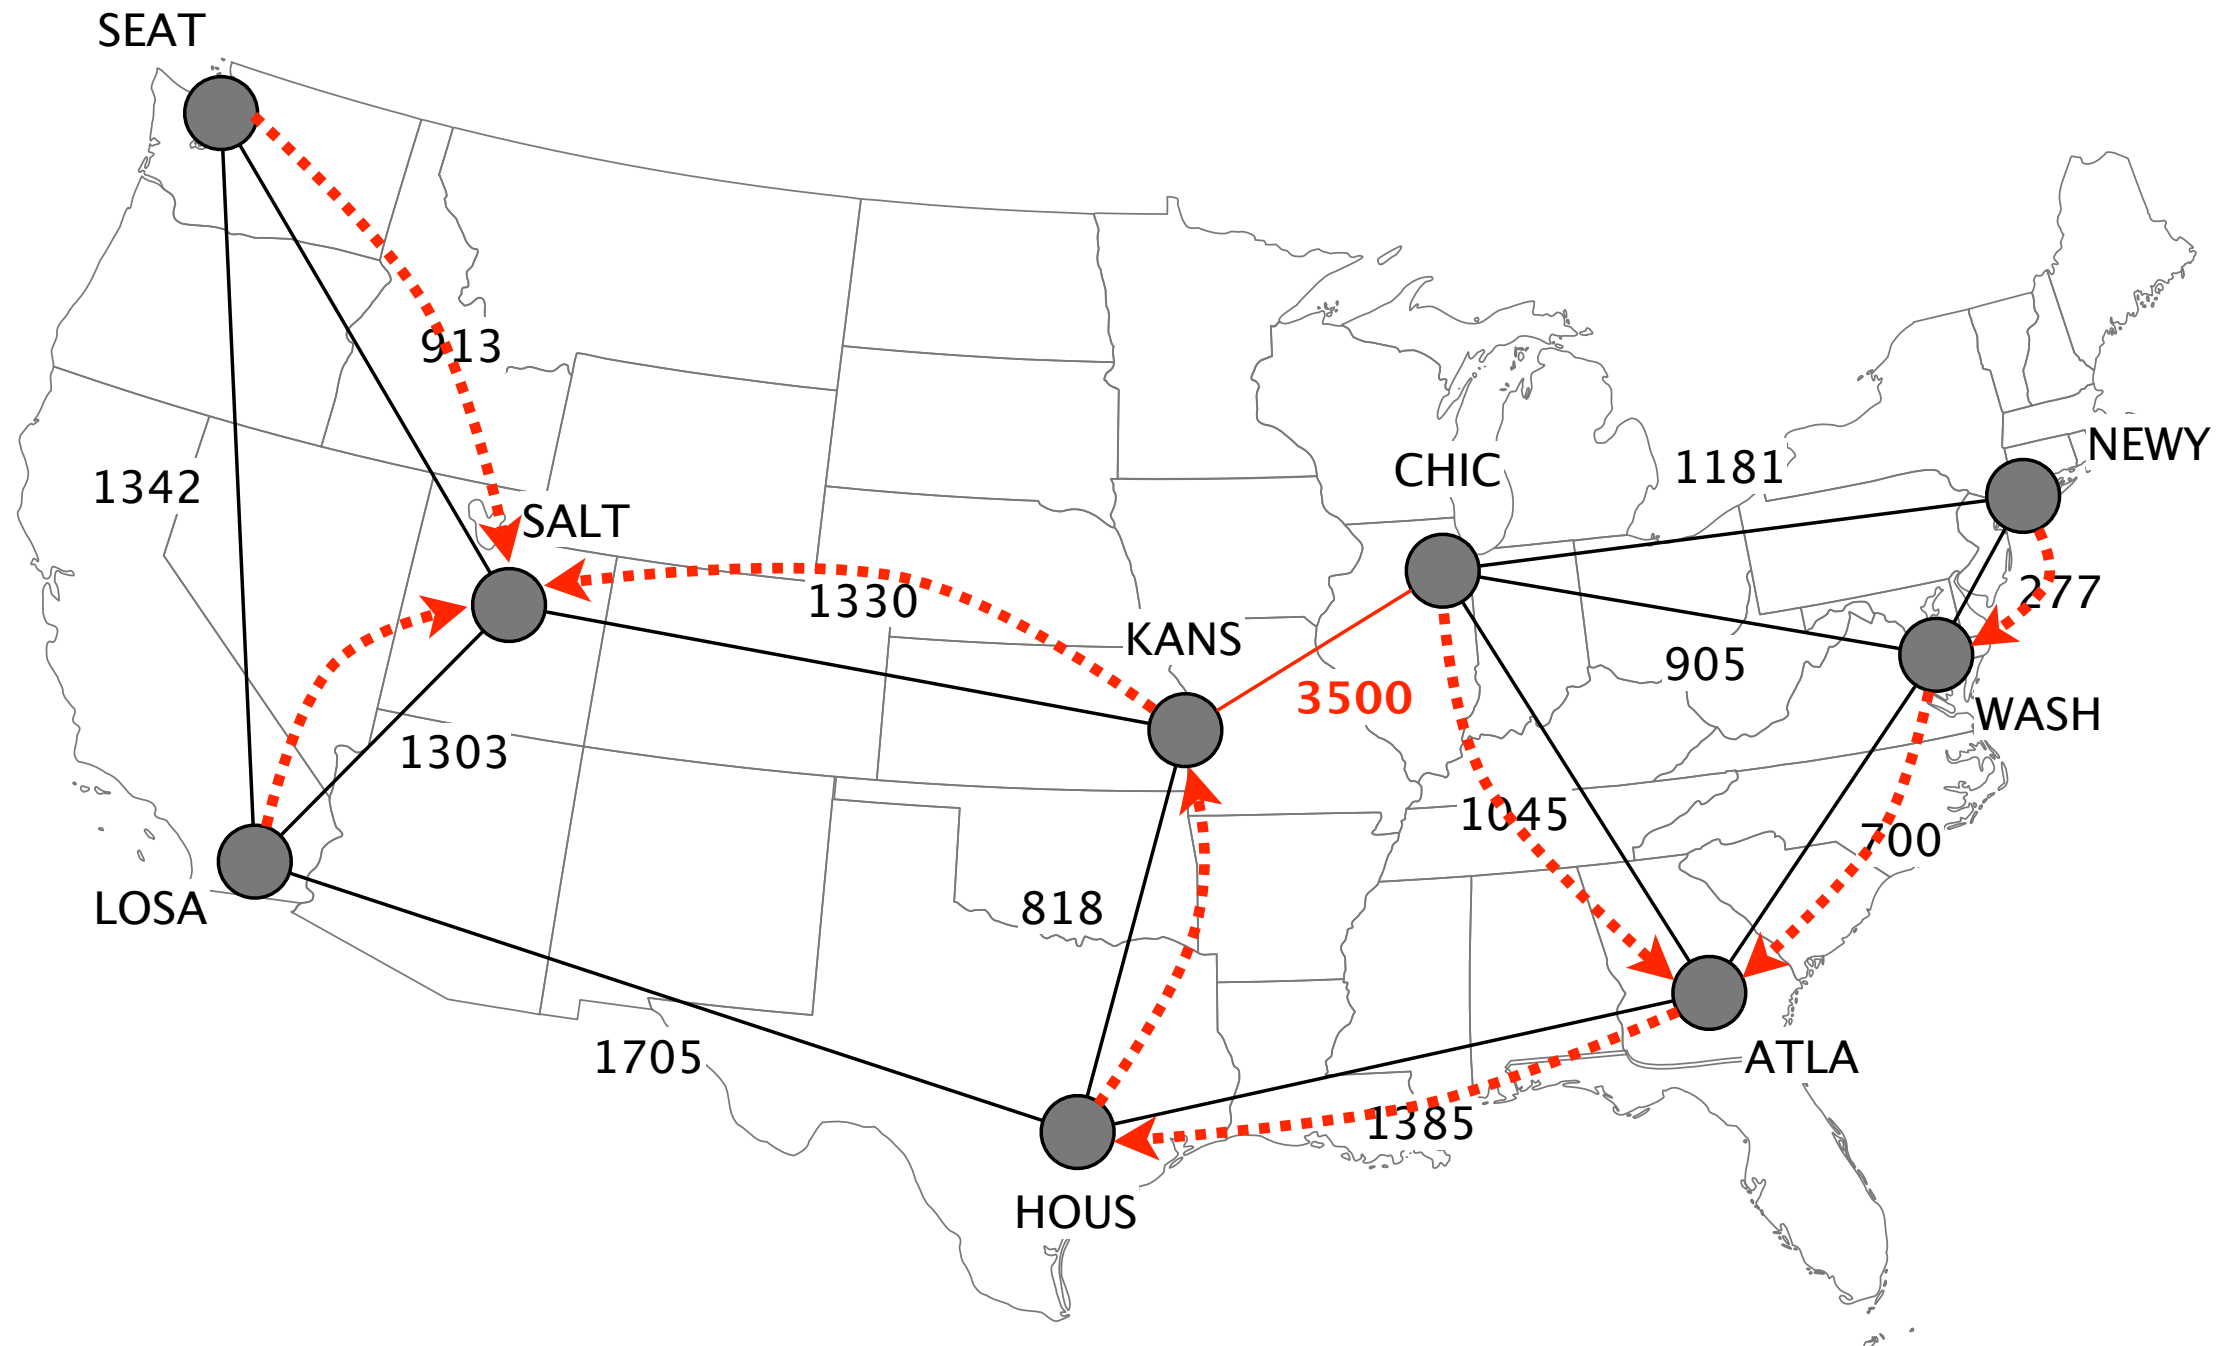 SEAT
913
NEWY
1181
CHIC
1342
SALT
277
1330
KANS
905
3500
WASH
1303
1045
700
LOSA
818
1705
ATLA
1385
HOUS